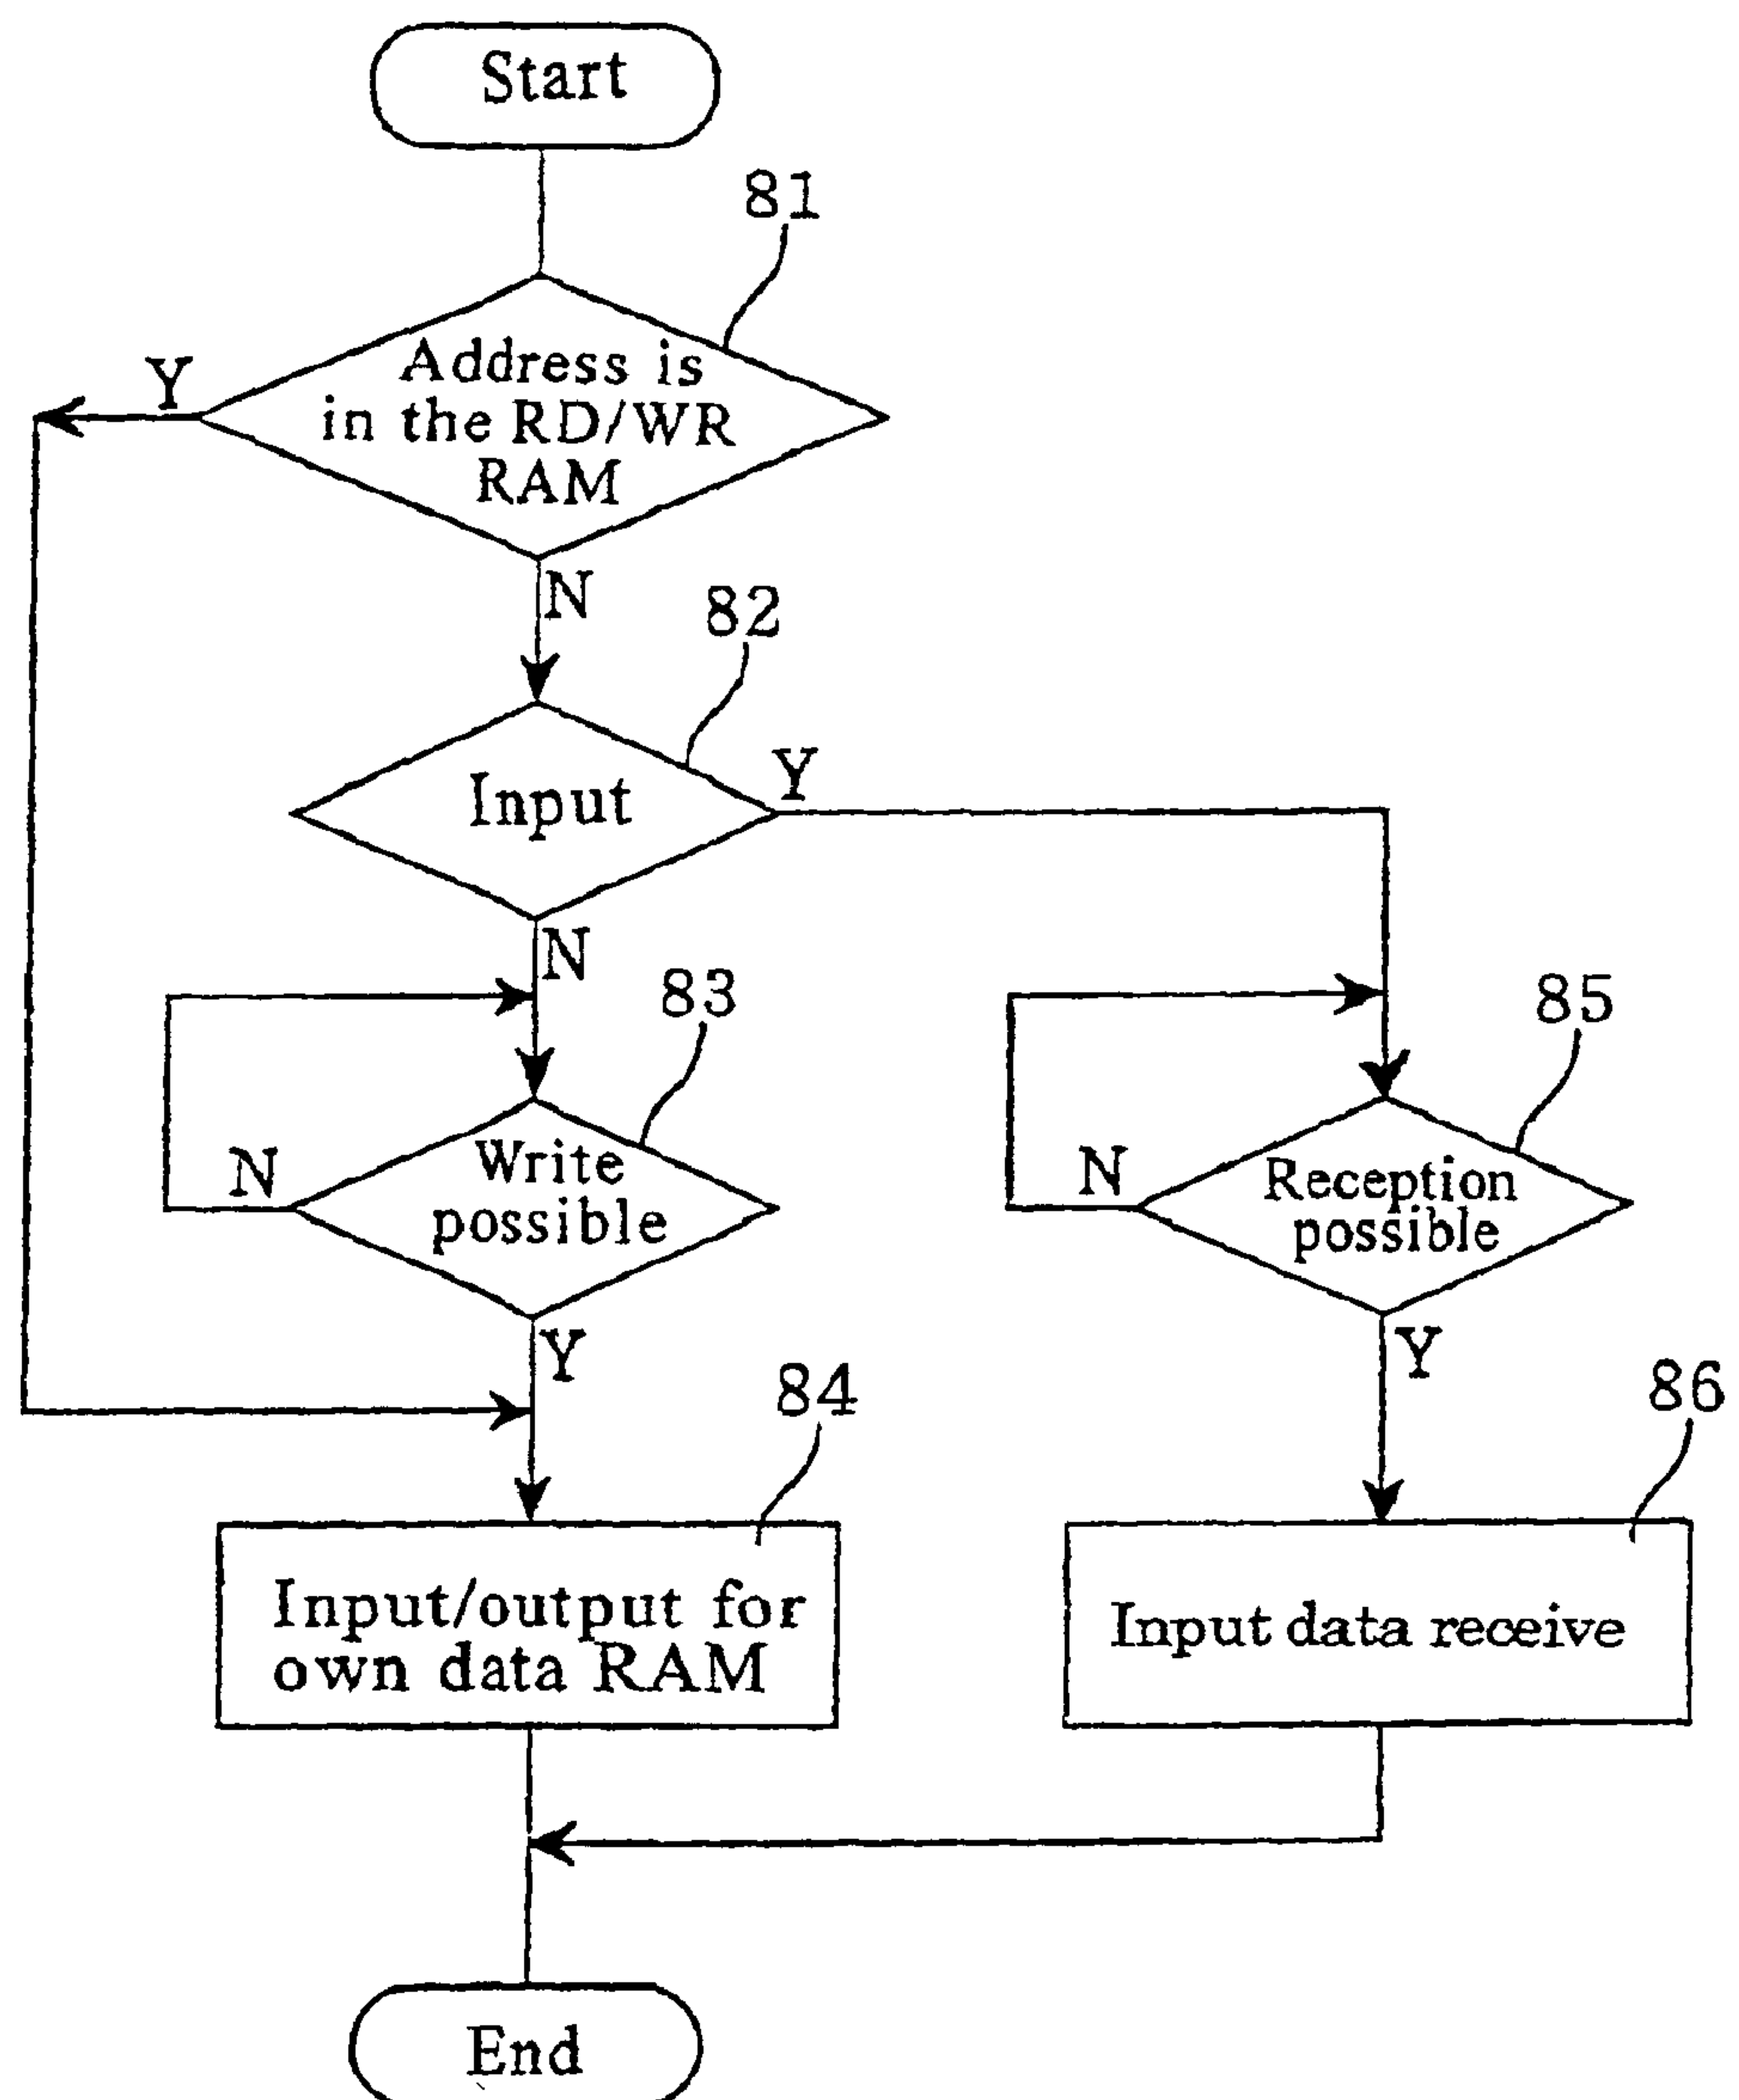 Start
81
Address is
in the RD/WR
RAM
Y
N
82
Input
Y
N
83
85
Write
possible
N
Reception
possible
N
Y
Y
84
86
Input/output for
own data RAM
Input data receive
End